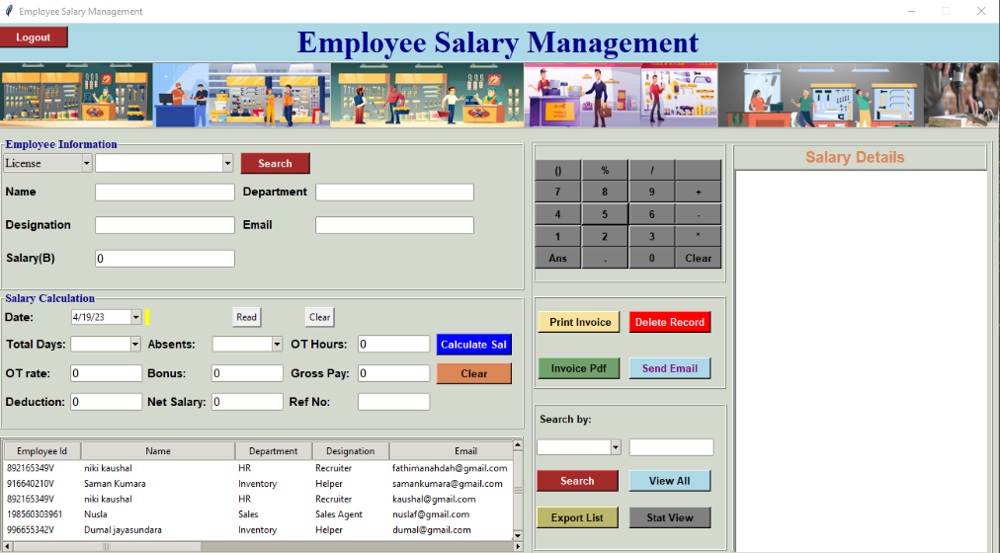 Employee Salary Management
Logout
Employee Salary Management
Employee Information
License
Search
Name
Department
Designation
Email
Salary(B)
0
Salary Calculation
Date:
4/19/23
Read
Clear
Total Days:
Absents:
OT Hours:
0
Calculate Sal
OT rate:
0
Bonus:
0
Gross Pay:
0
Clear
Deduction:
0
Net Salary:
0
Ref No:
Employee Id Name Department Designation Email
892165349V niki kaushal HR Recruiter fathimanahdah@gmail.com
916640210V Saman Kumara Inventory Helper samankumara@gmail.com
892165349V niki kaushal HR Recruiter kaushal@gmail.com
198560303961 Nusla Sales Sales Agent nuslaf@gmail.com
996655342V Dumal jayasundara Inventory Helper dumal@gmail.com
() % /
7 8 9 +
4 5 6 -
1 2 3 *
Ans . 0 Clear
Print Invoice
Delete Record
Invoice Pdf
Send Email
Search by:
Search
View All
Export List
Stat View
Salary Details